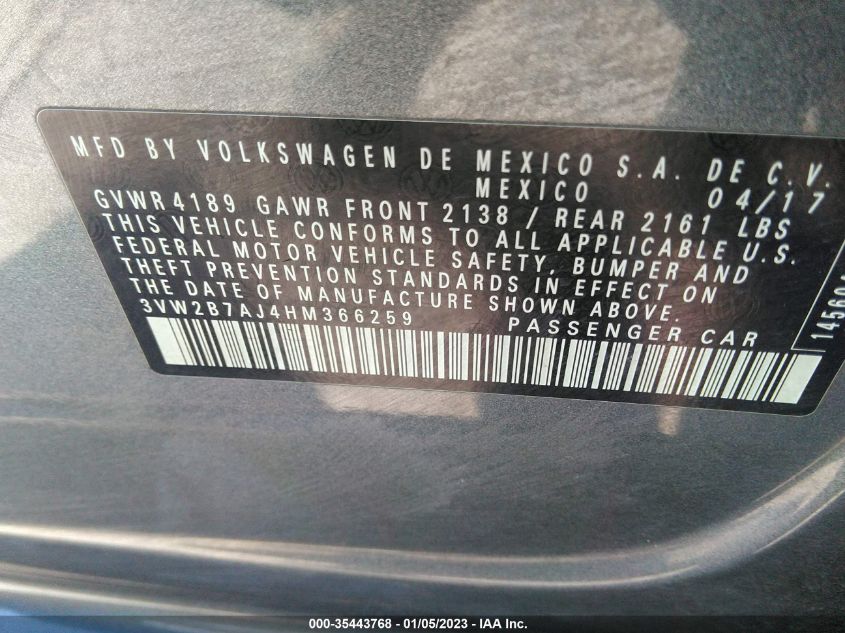 MFD BY VOLKSWAGEN DE MEXICO S.A. DE C.V.
MEXICO 04/17
GVWR 4189 GAWR FRONT 2138 / REAR 2161 LBS
THIS VEHICLE CONFORMS TO ALL APPLICABLE U.S.
FEDERAL MOTOR VEHICLE SAFETY, BUMPER AND
THEFT PREVENTION STANDARDS IN EFFECT ON
THE DATE OF MANUFACTURE SHOWN ABOVE.
3VW2B7AJ4HM366259 PASSENGER CAR
000-35443768 - 01/05/2023 - IAA Inc.